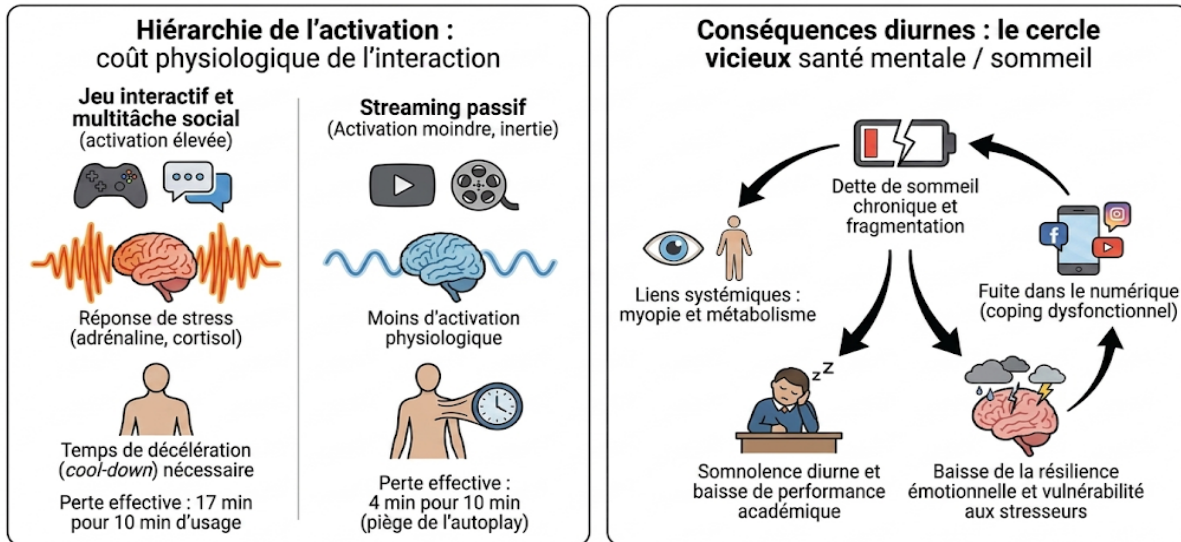 Hiérarchie de l'activation :
coût physiologique de l'interaction
Jeu interactif et
multitâche social
(activation élevée)
Réponse de stress
(adrénaline, cortisol)
Temps de décélération
(cool-down) nécessaire
Perte effective : 17 min
pour 10 min d'usage
Streaming passif
(Activation moindre, inertie)
Moins d'activation
physiologique
Perte effective :
4 min pour 10 min
(piège de l'autoplay)
Conséquences diurnes : le cercle
vicieux santé mentale / sommeil
Dette de sommeil
chronique et
fragmentation
Liens systémiques :
myopie et métabolisme
f
Fuite dans le numérique
(coping dysfonctionnel)
z z
Somnolence diurne et
baisse de performance
académique
Baisse de la résilience
émotionnelle et vulnérabilité
aux stresseurs